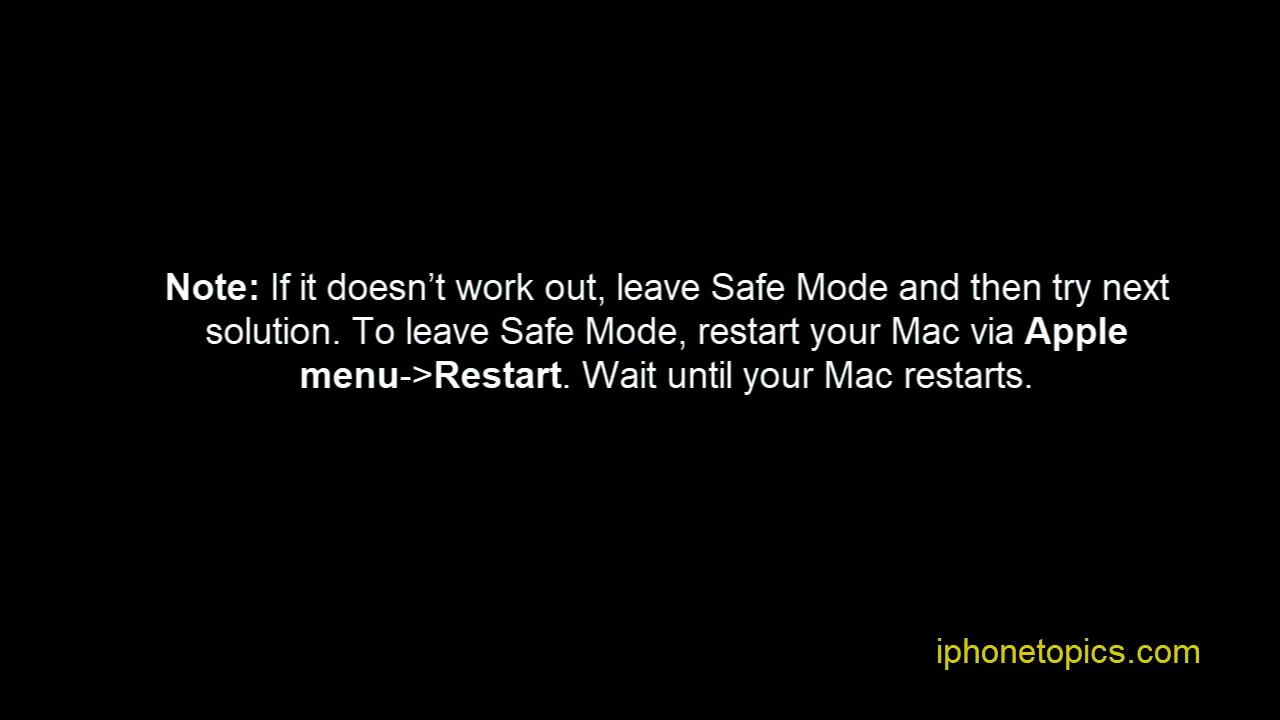 Note: If it doesn’t work out, leave Safe Mode and then try next
solution. To leave Safe Mode, restart your Mac via Apple
menu->Restart. Wait until your Mac restarts.
iphonetopics.com